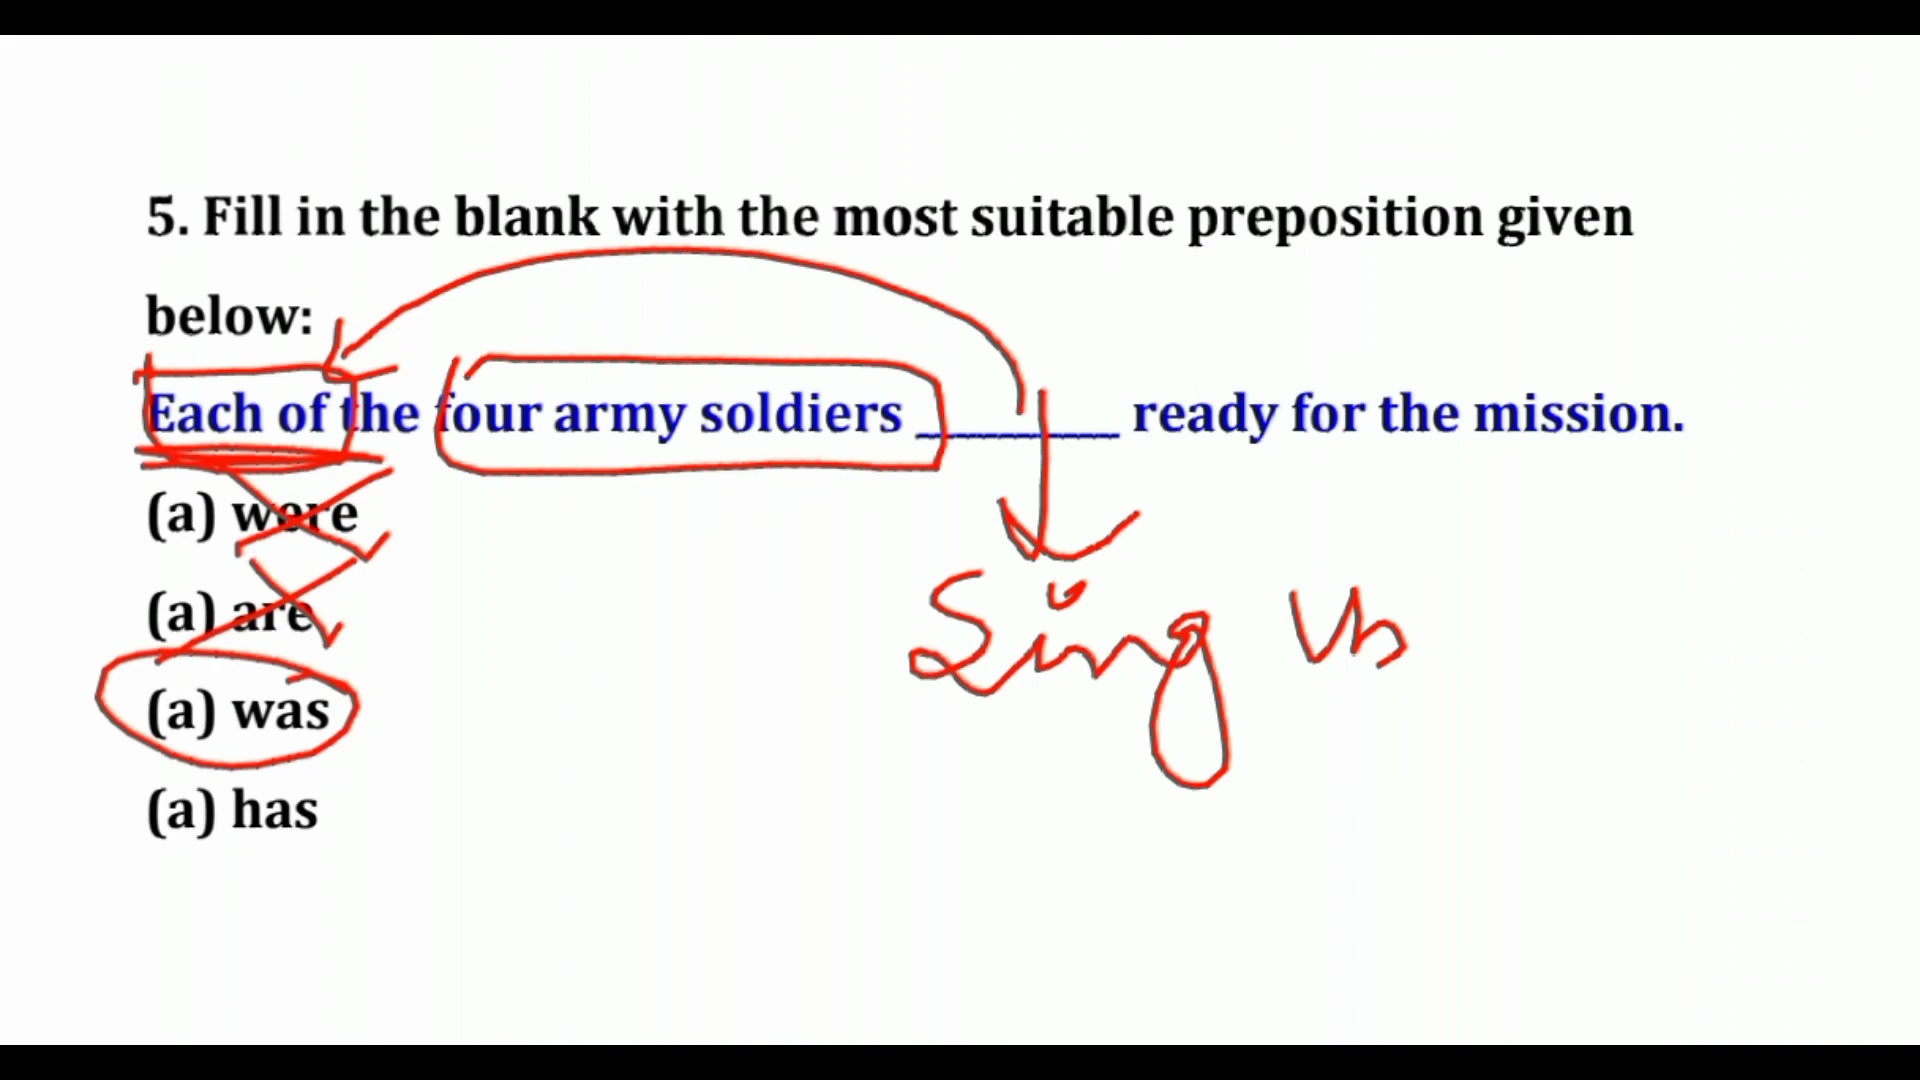 5. Fill in the blank with the most suitable preposition given
below:
Each of the four army soldiers ________ ready for the mission.
(a) were
(a) are
(a) was
(a) has
Sing Vb